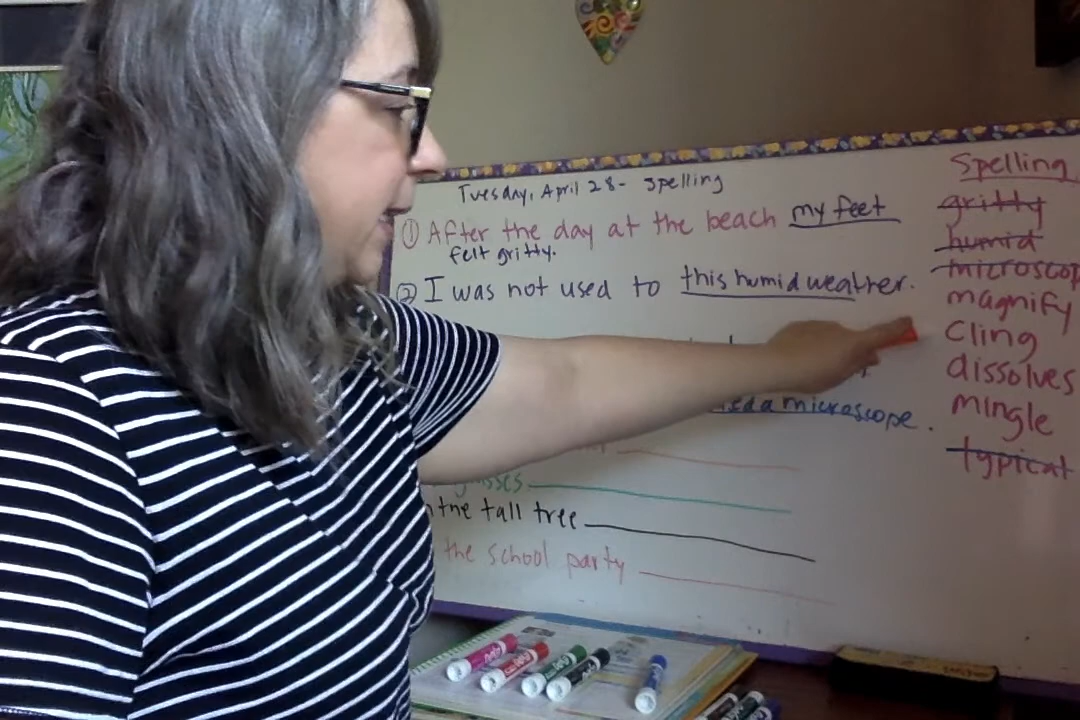 Tuesday, April 28- Spelling
① After the day at the beach my feet
felt gritty.
② I was not used to this humid weather.
a microscope.
the tall tree
the school party
Spelling
gritty
humid
microscop
magnify
cling
dissolves
mingle
typical